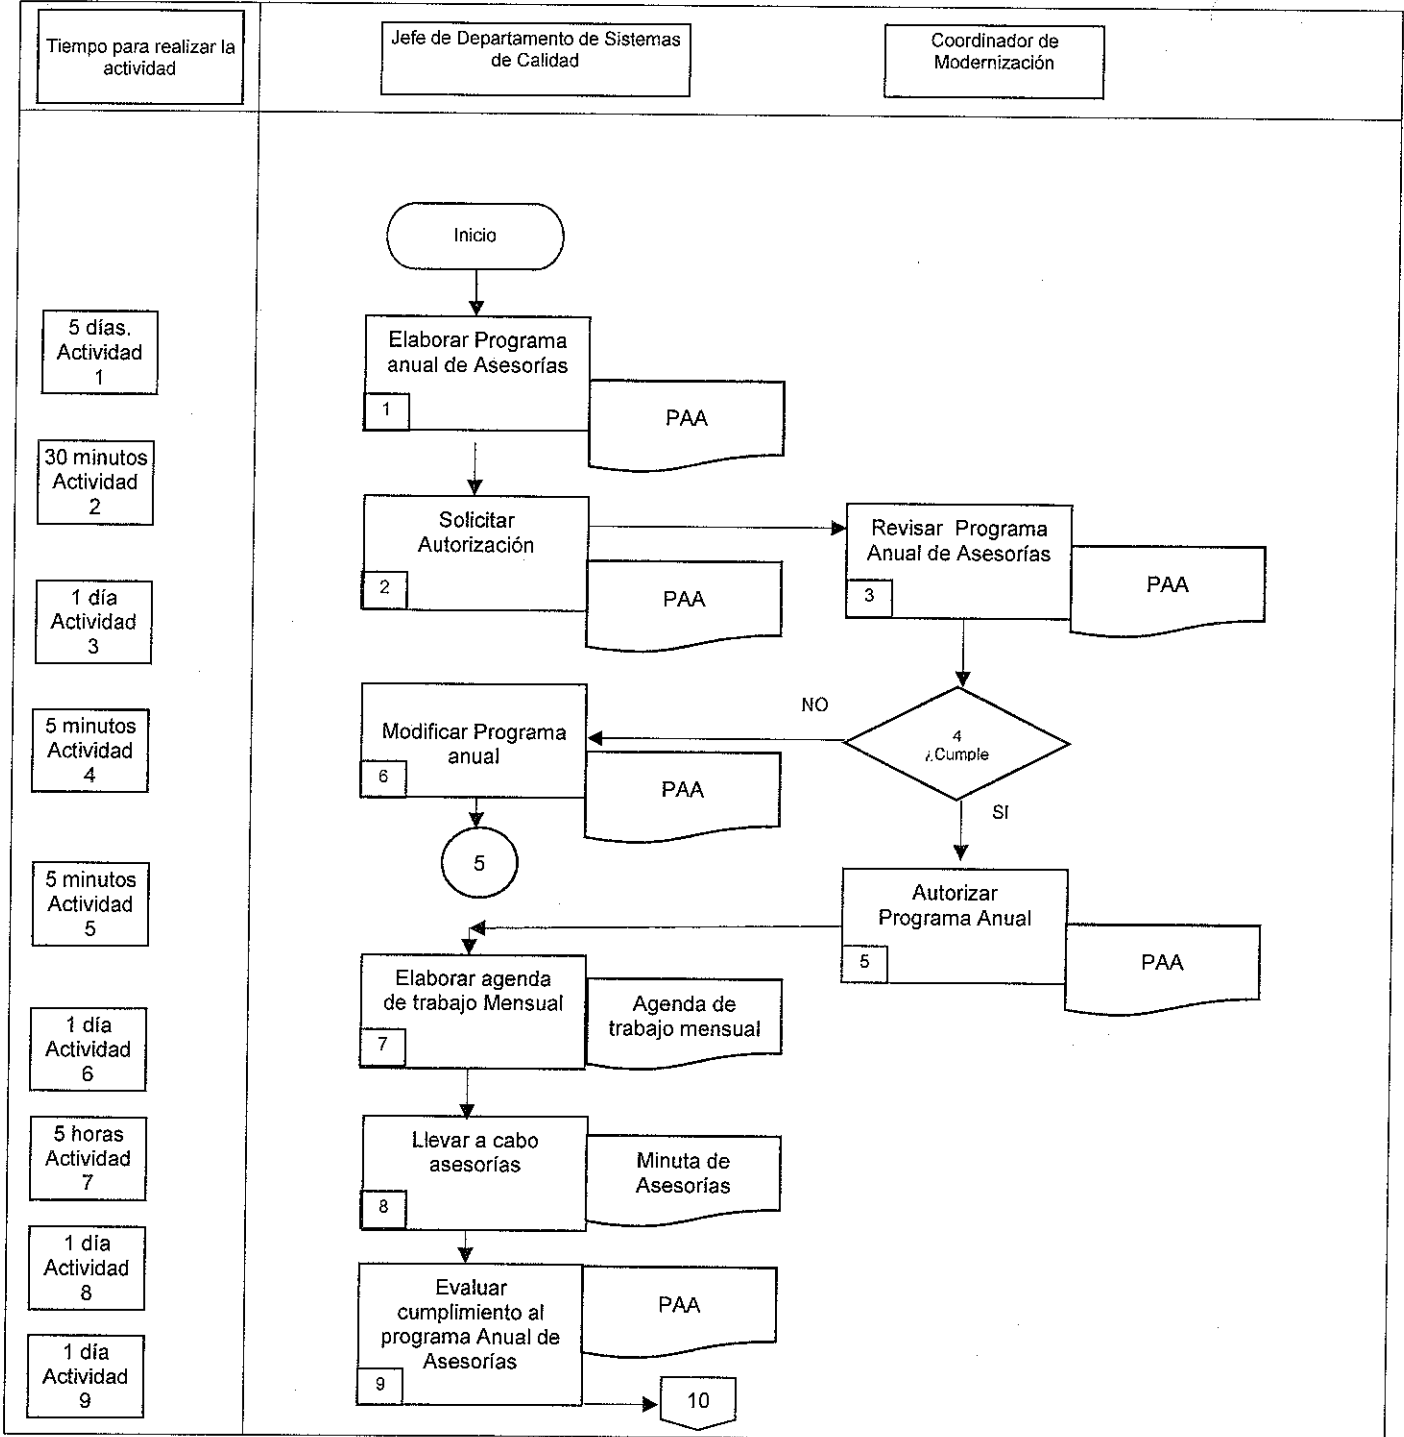 Tiempo para realizar la
actividad
Jefe de Departamento de Sistemas
de Calidad
Coordinador de
Modernización
Inicio
5 días.
Actividad
1
Elaborar Programa
anual de Asesorías
1
PAA
30 minutos
Actividad
2
Solicitar
Autorización
2
PAA
Revisar Programa
Anual de Asesorías
3
PAA
1 día
Actividad
3
NO
Modificar Programa
anual
6
PAA
4
¿Cumple
SI
5 minutos
Actividad
4
5
5 minutos
Actividad
5
Autorizar
Programa Anual
5
PAA
Elaborar agenda
de trabajo Mensual
7
Agenda de
trabajo mensual
1 día
Actividad
6
5 horas
Actividad
7
Llevar a cabo
asesorías
8
Minuta de
Asesorías
1 día
Actividad
8
Evaluar
cumplimiento al
programa Anual de
Asesorías
9
PAA
1 día
Actividad
9
10